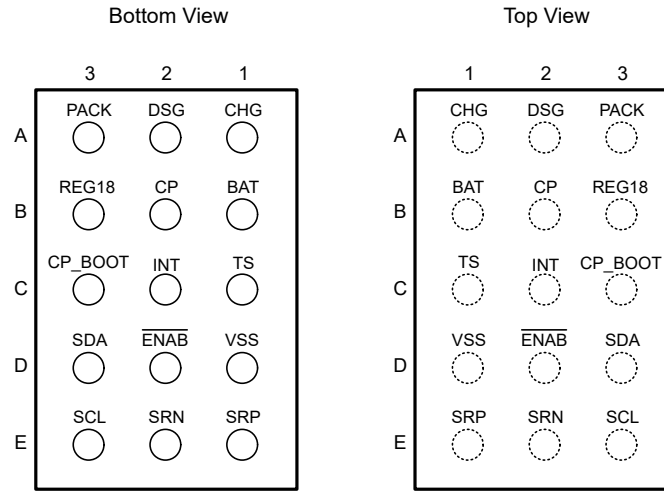 Bottom View
3 2 1
A PACK DSG CHG
B REG18 CP BAT
C CP_BOOT INT TS
D SDA ENAB VSS
E SCL SRN SRP
Top View
1 2 3
A CHG DSG PACK
B BAT CP REG18
C TS INT CP_BOOT
D VSS ENAB SDA
E SRP SRN SCL